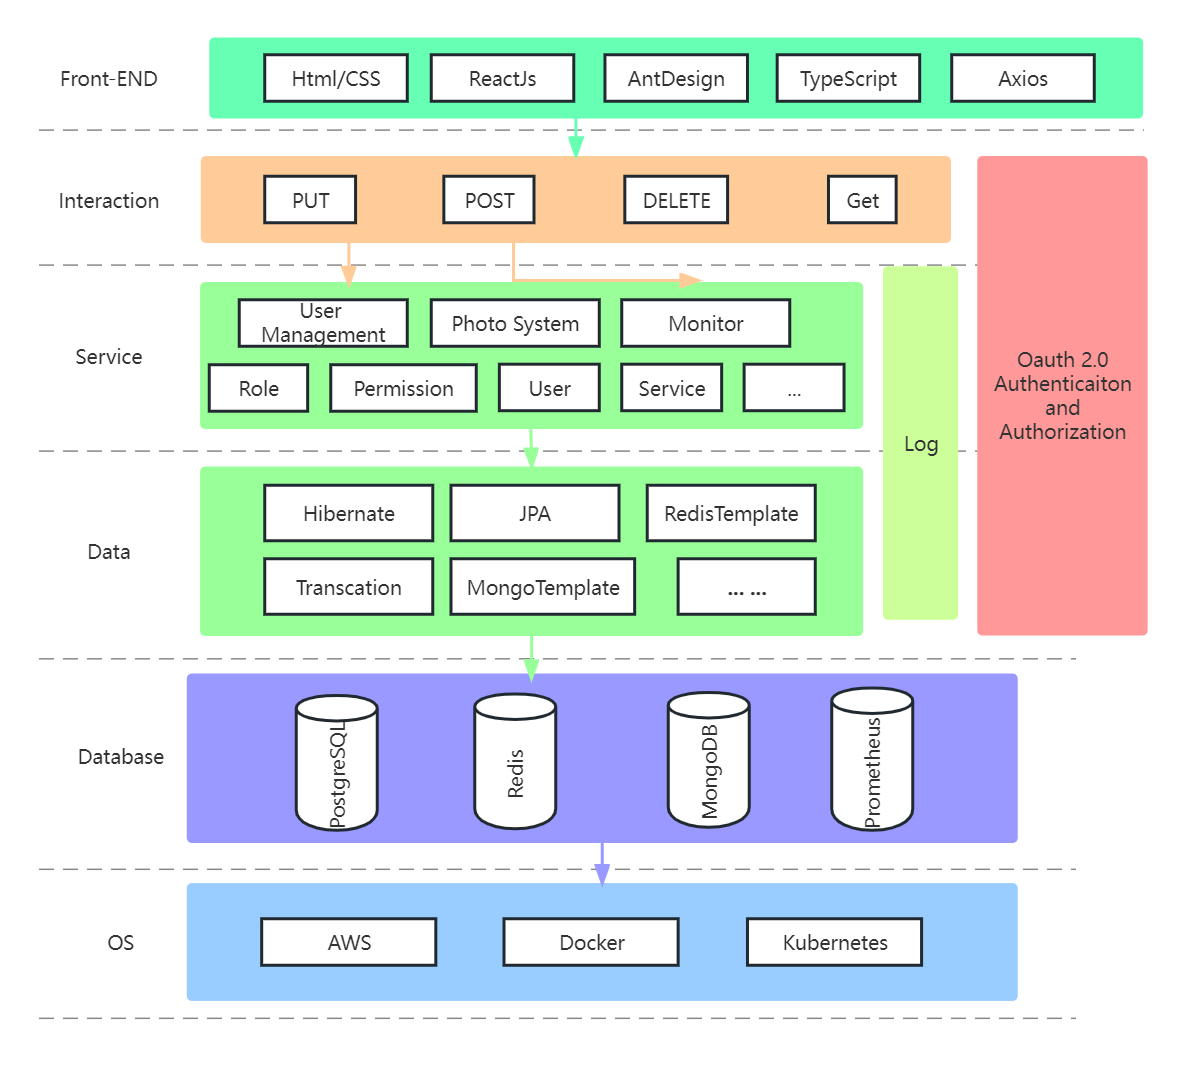 Front-END
Html/CSS
ReactJs
AntDesign
TypeScript
Axios
Interaction
PUT
POST
DELETE
Get
Service
User
Management
Photo System
Monitor
Role
Permission
User
Service
...
Log
Oauth 2.0
Authenticaiton
and
Authorization
Data
Hibernate
JPA
RedisTemplate
Transcation
MongoTemplate
... ...
Database
PostgreSQL
Redis
MongoDB
Prometheus
OS
AWS
Docker
Kubernetes